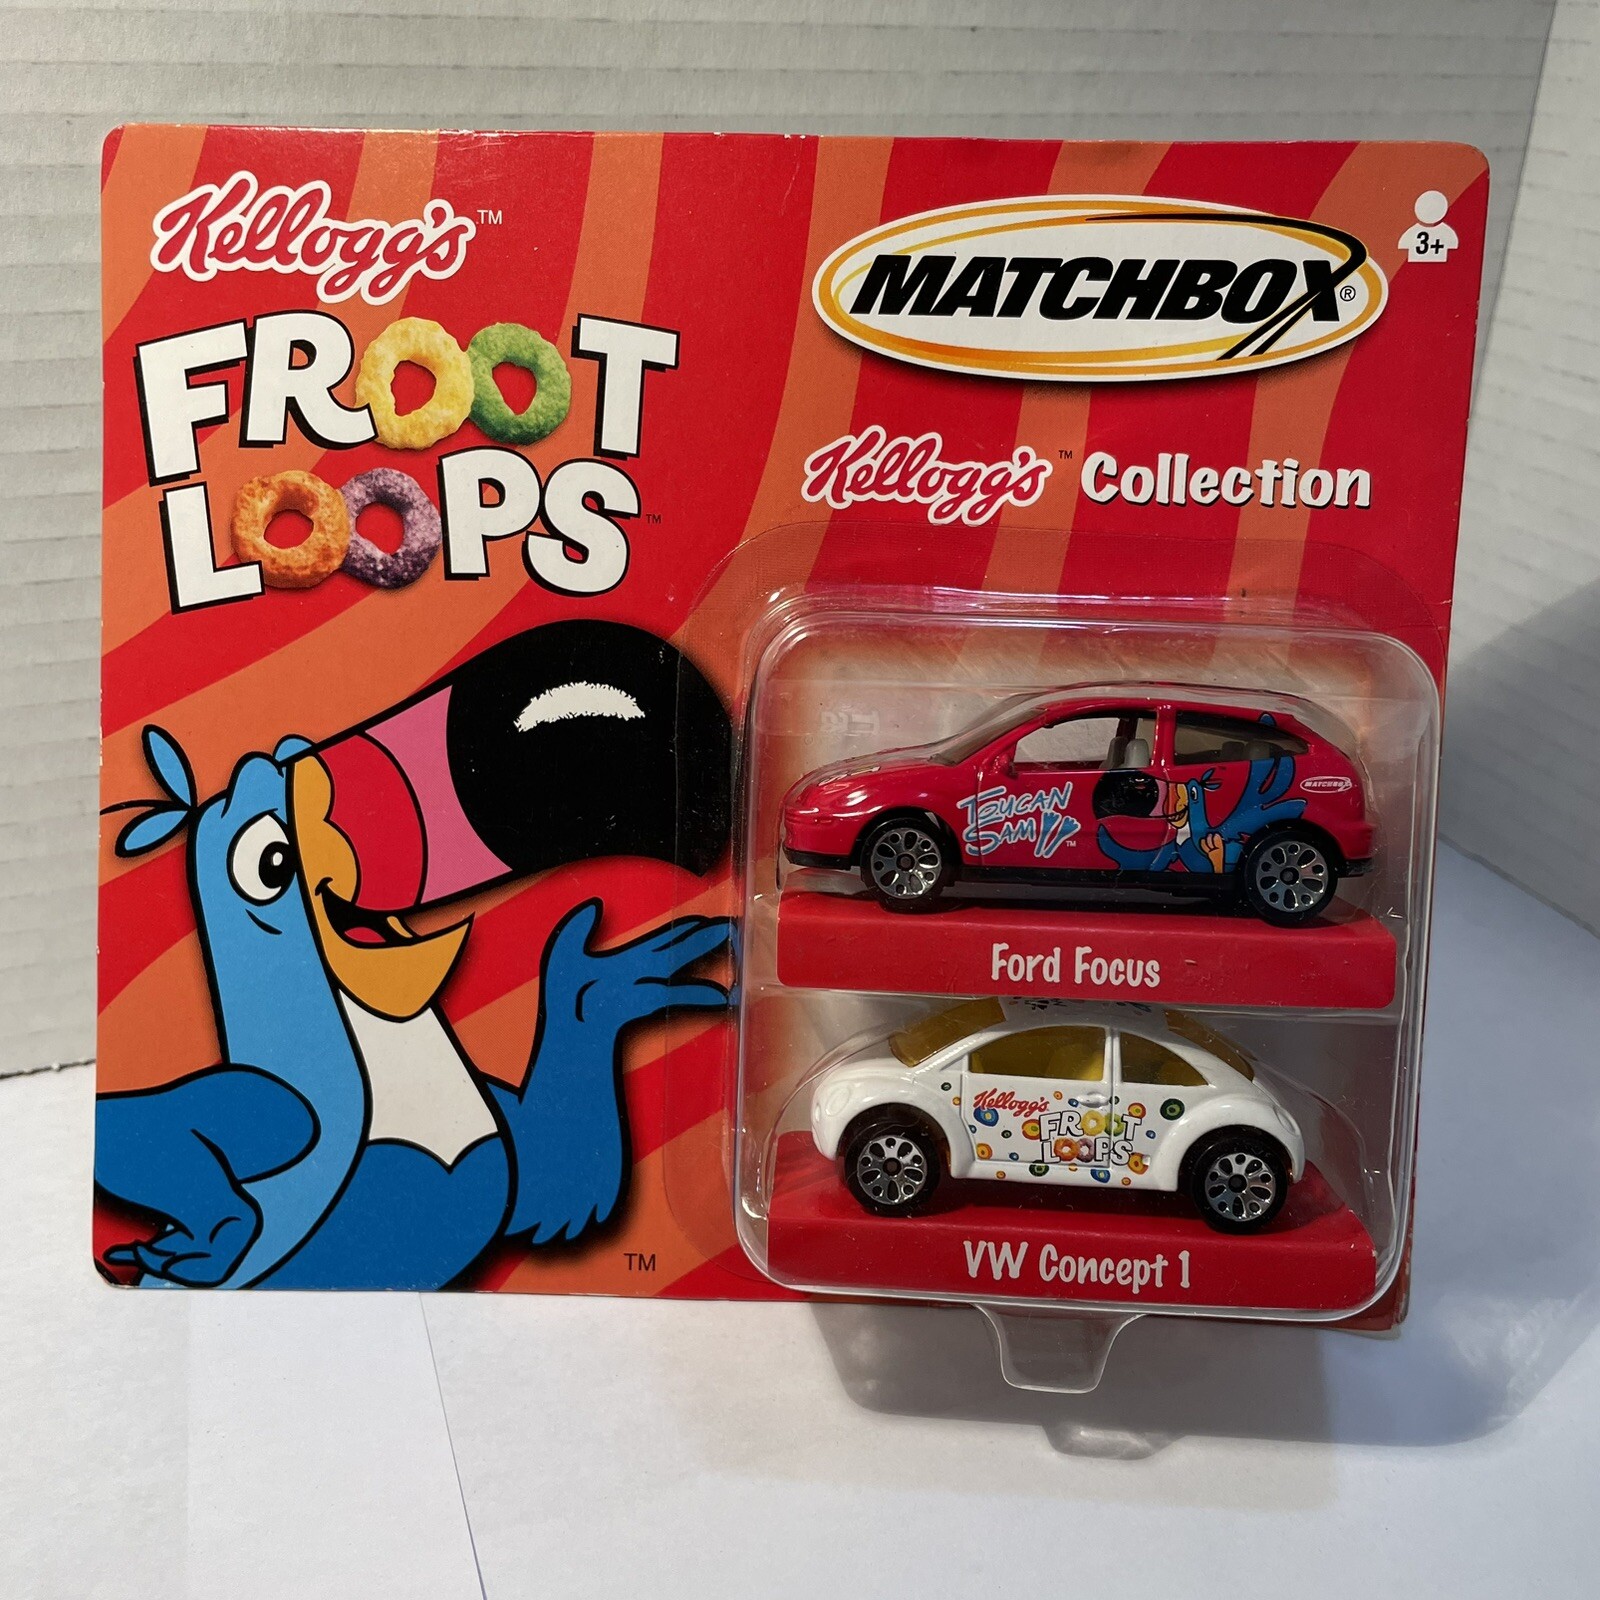 Kellogg's™
FROOT
LOOPS™
MATCHBOX®
3+
Kellogg's™ Collection
TOUCAN
SAM™
MATCHBOX
Ford Focus
Kellogg's
FROOT
LOOPS
VW Concept 1
TM